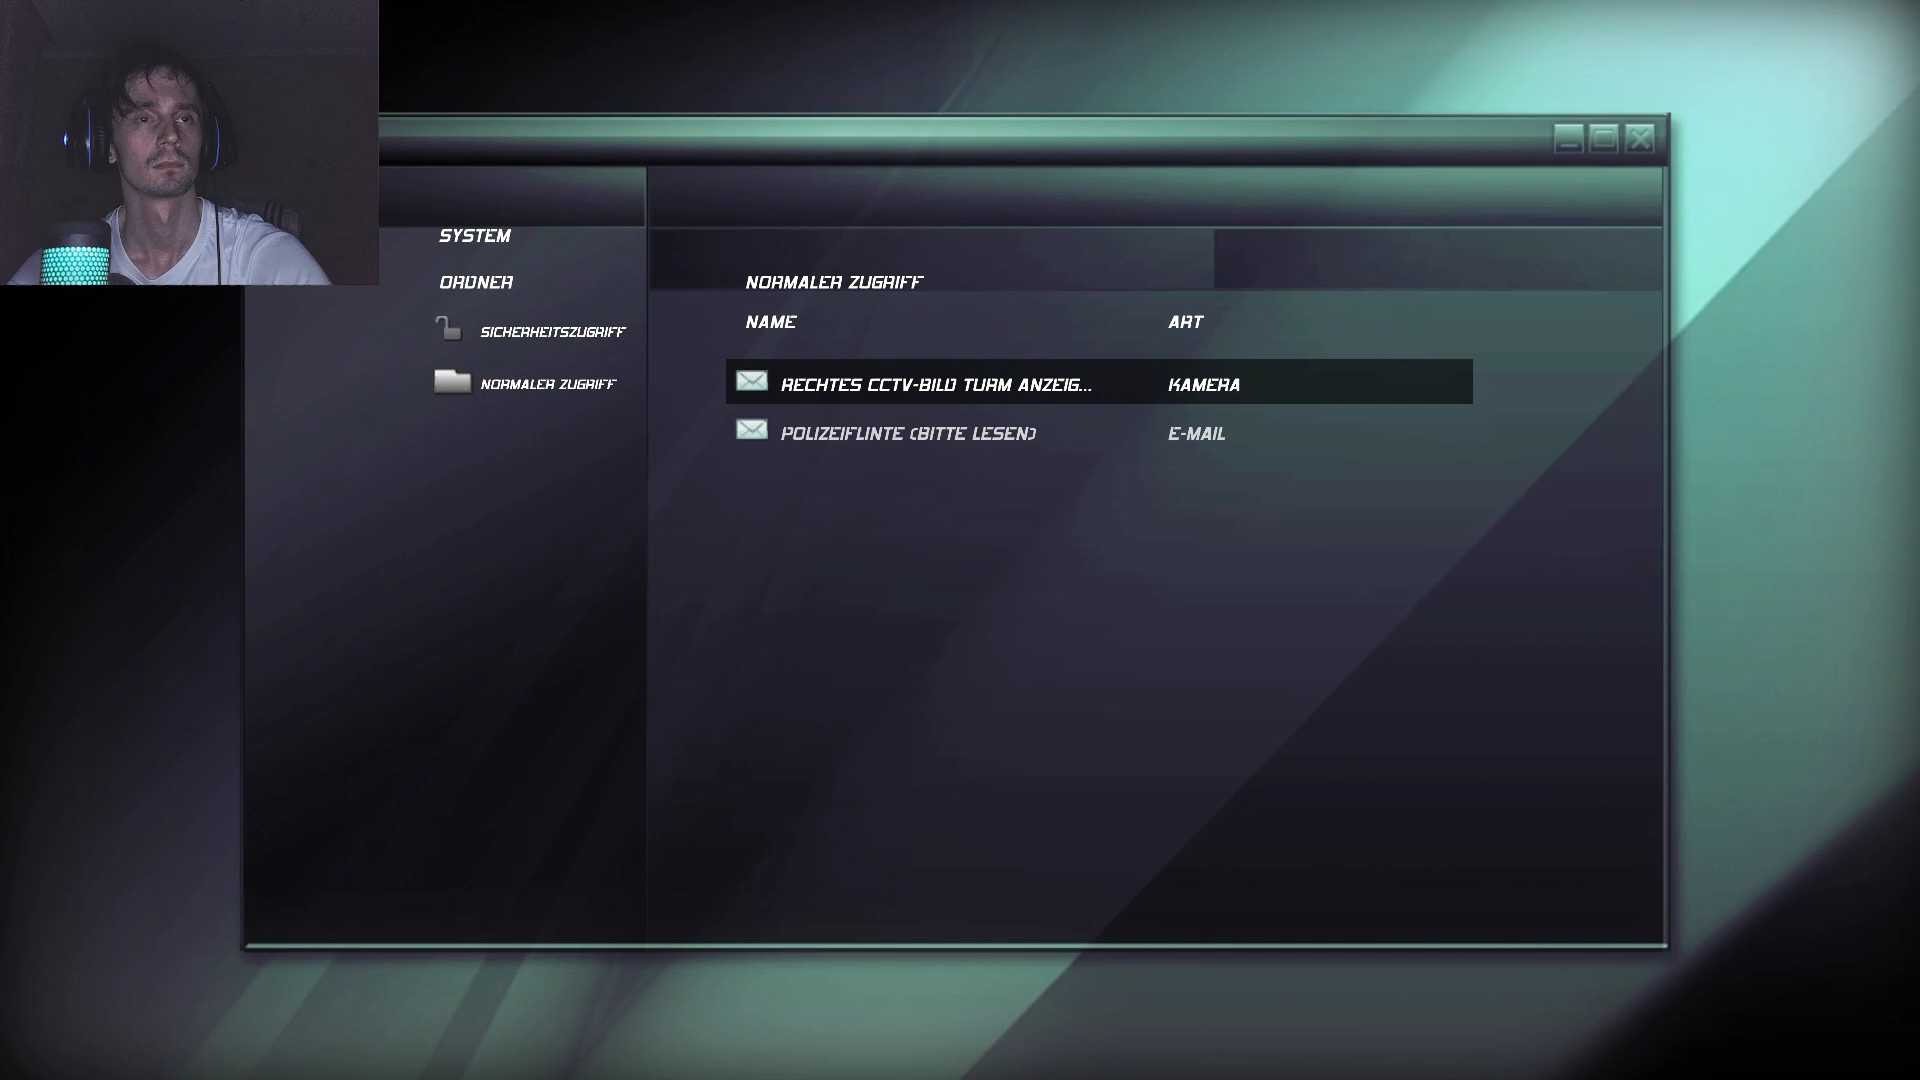 SYSTEM
ORDNER
SICHERHEITSZUGRIFF
NORMALER ZUGRIFF
NORMALER ZUGRIFF
NAME ART
RECHTES CCTV-BILD TURM ANZEIG... KAMERA
POLIZEIFLINTE (BITTE LESEN) E-MAIL